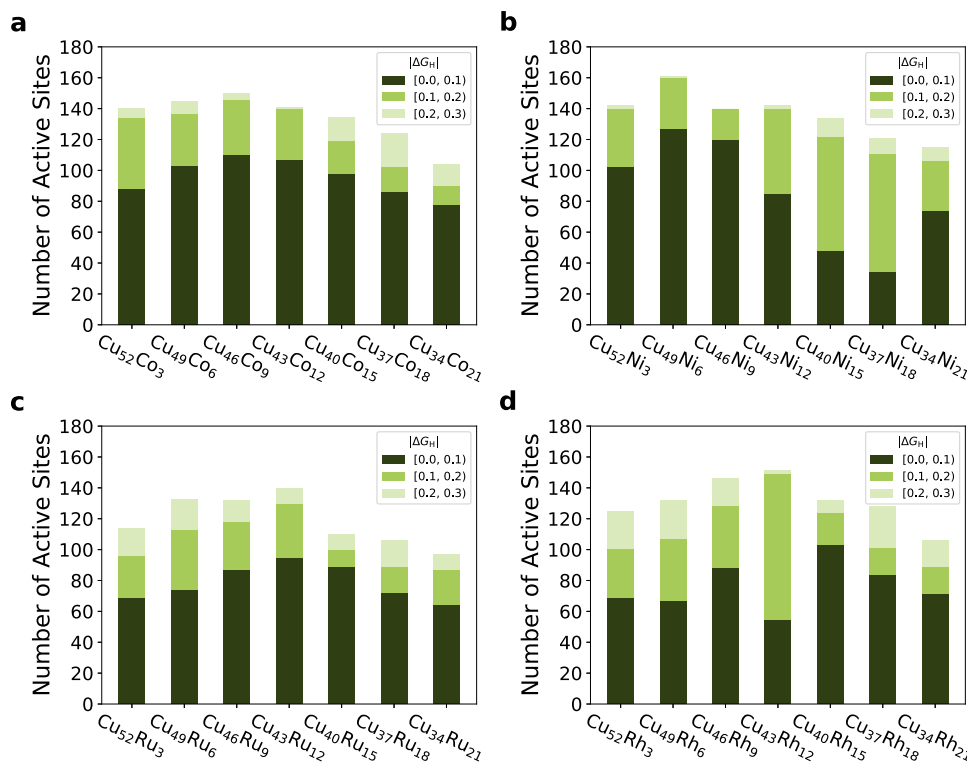 a
Number of Active Sites
180
160
140
120
100
80
60
40
20
0
|ΔG_H|
[0.0, 0.1)
[0.1, 0.2)
[0.2, 0.3)
Cu₅₂Co₃
Cu₄₉Co₆
Cu₄₆Co₉
Cu₄₃Co₁₂
Cu₄₀Co₁₅
Cu₃₇Co₁₈
Cu₃₄Co₂₁
b
Number of Active Sites
180
160
140
120
100
80
60
40
20
0
|ΔG_H|
[0.0, 0.1)
[0.1, 0.2)
[0.2, 0.3)
Cu₅₂Ni₃
Cu₄₉Ni₆
Cu₄₆Ni₉
Cu₄₃Ni₁₂
Cu₄₀Ni₁₅
Cu₃₇Ni₁₈
Cu₃₄Ni₂₁
c
Number of Active Sites
180
160
140
120
100
80
60
40
20
0
|ΔG_H|
[0.0, 0.1)
[0.1, 0.2)
[0.2, 0.3)
Cu₅₂Ru₃
Cu₄₉Ru₆
Cu₄₆Ru₉
Cu₄₃Ru₁₂
Cu₄₀Ru₁₅
Cu₃₇Ru₁₈
Cu₃₄Ru₂₁
d
Number of Active Sites
180
160
140
120
100
80
60
40
20
0
|ΔG_H|
[0.0, 0.1)
[0.1, 0.2)
[0.2, 0.3)
Cu₅₂Rh₃
Cu₄₉Rh₆
Cu₄₆Rh₉
Cu₄₃Rh₁₂
Cu₄₀Rh₁₅
Cu₃₇Rh₁₈
Cu₃₄Rh₂₁